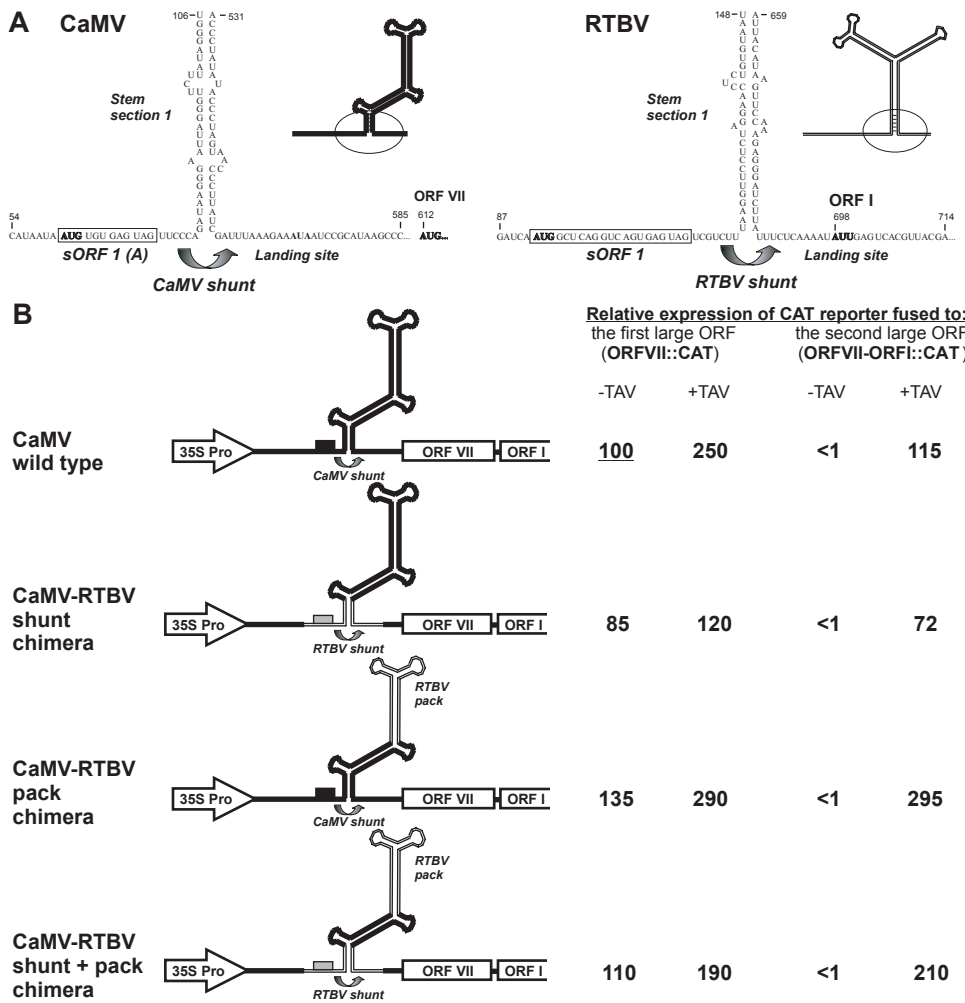 A CaMV
106 531
Stem section 1
54 585 612
ORF VII
CAUAAUA AUG UGU GAG UAG UUCCCA GAUUUAAAGAAAUAAUCCGCAUAAGCCC... AUG...
sORF 1 (A) Landing site
CaMV shunt
RTBV
148 659
Stem section 1
ORF I
87 698 714
GAUCA AUG GCU CAG GUC AGU GAG UAG UCGUCUU UUUCUCAAAAUAUUGAGUCACGUUACGA...
sORF 1 Landing site
RTBV shunt
B
Relative expression of CAT reporter fused to:
the first large ORF the second large ORF
(ORFVII::CAT) (ORFVII-ORFI::CAT)
-TAV +TAV -TAV +TAV
CaMV
wild type
35S Pro ORF VII ORF I
CaMV shunt
100 250 <1 115
CaMV-RTBV
shunt
chimera
35S Pro ORF VII ORF I
RTBV shunt
85 120 <1 72
RTBV
pack
CaMV-RTBV
pack
chimera
35S Pro ORF VII ORF I
CaMV shunt
135 290 <1 295
RTBV
pack
CaMV-RTBV
shunt + pack
chimera
35S Pro ORF VII ORF I
RTBV shunt
110 190 <1 210